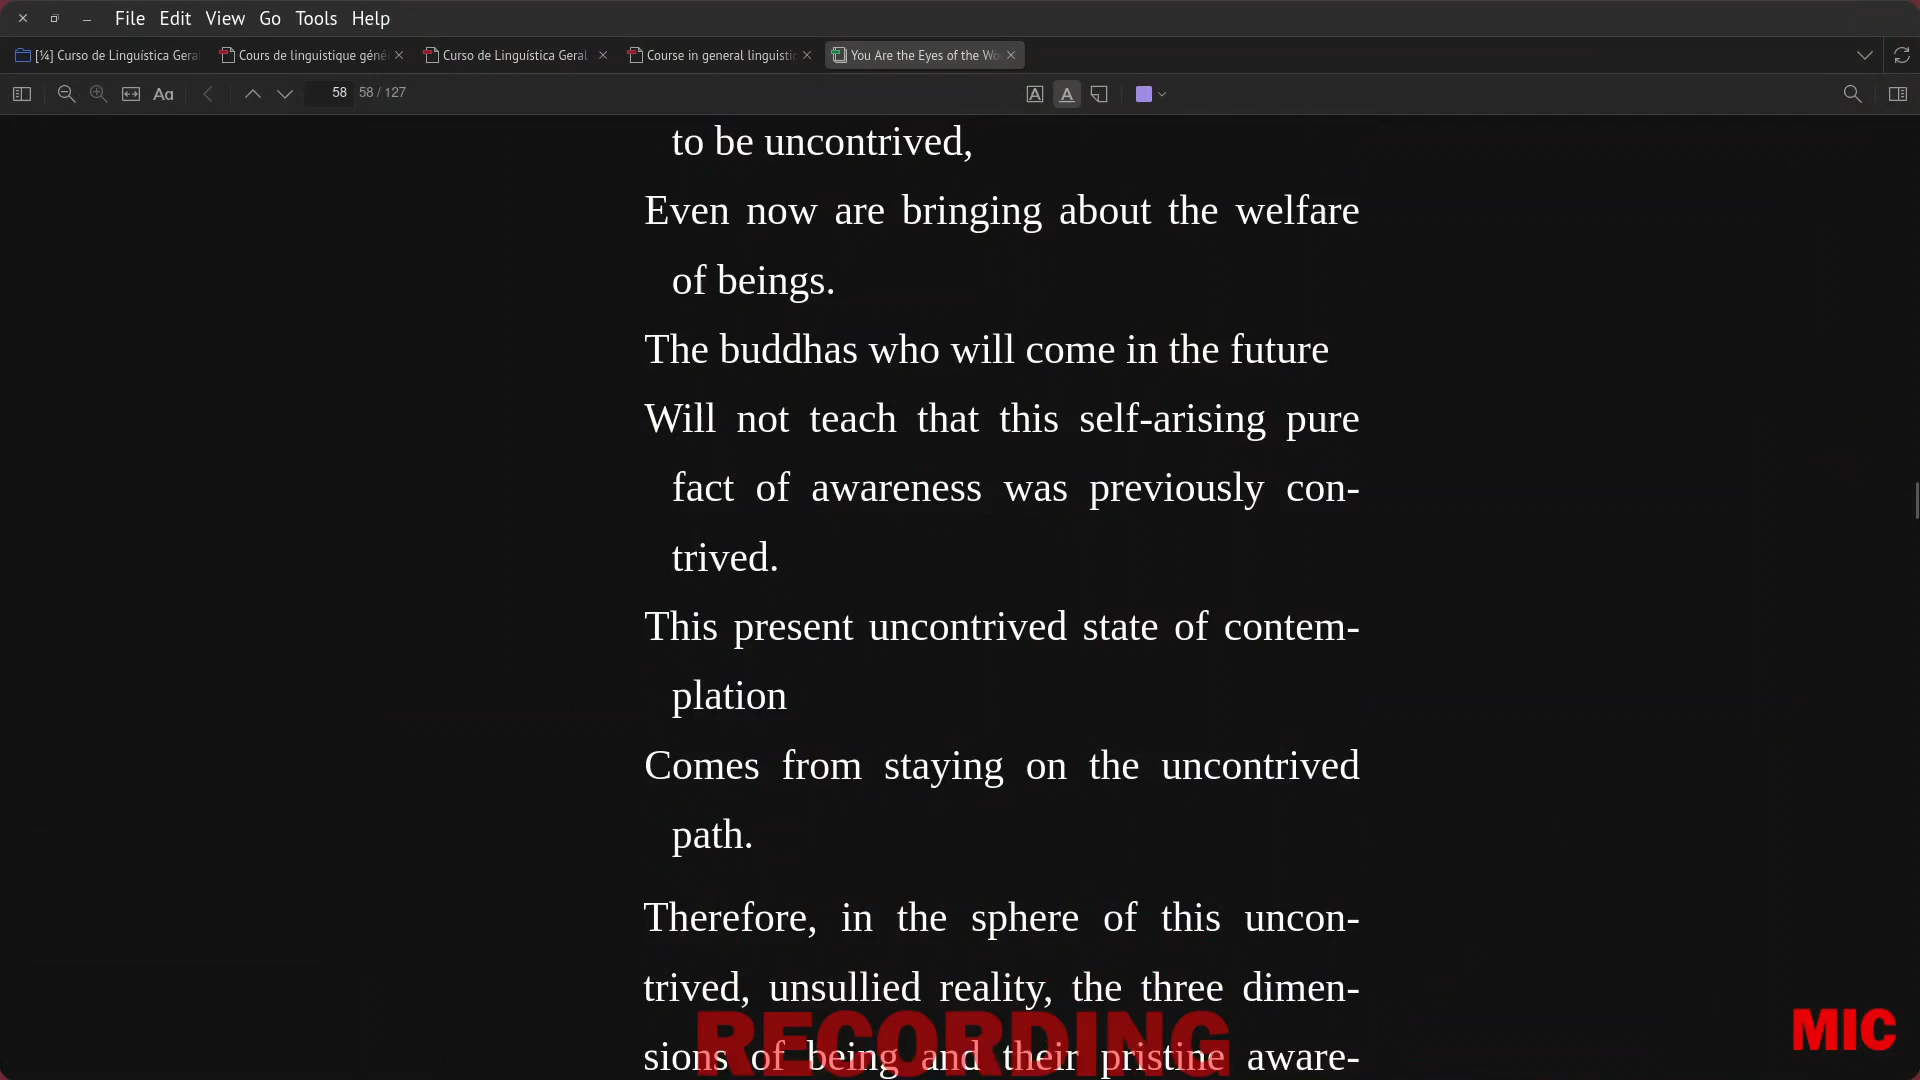 File Edit View Go Tools Help
[¼] Curso de Linguística Gera
Cours de linguistique géné
Curso de Linguística Geral
Course in general linguistic
You Are the Eyes of the Wo
Aa
58 58 / 127
A A
to be uncontrived,
Even now are bringing about the welfare
of beings.
The buddhas who will come in the future
Will not teach that this self-arising pure
fact of awareness was previously con-
trived.
This present uncontrived state of contem-
plation
Comes from staying on the uncontrived
path.
Therefore, in the sphere of this uncon-
trived, unsullied reality, the three dimen-
sions of being and their pristine aware-
RECORDING
MIC